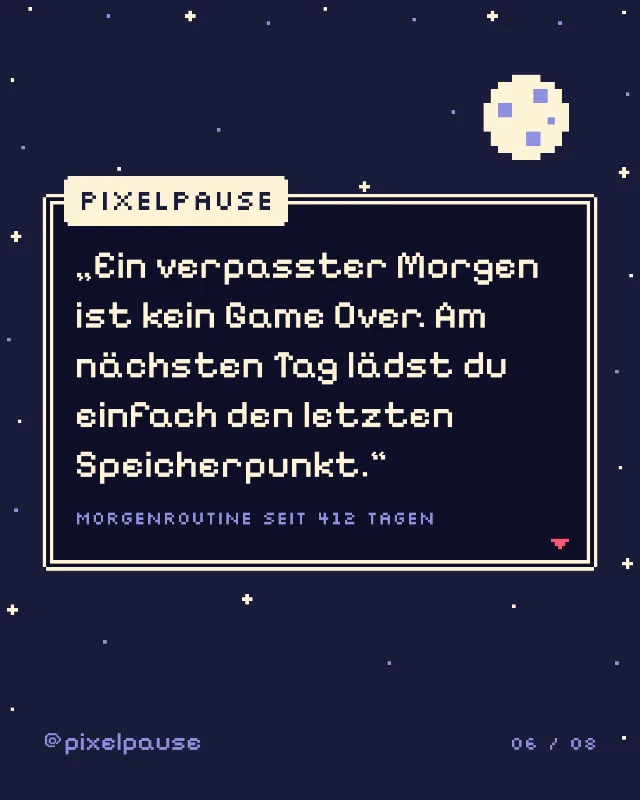 PIXELPAUSE
„Ein verpasster Morgen
ist kein Game Over. Am
nächsten Tag lädst du
einfach den letzten
Speicherpunkt.“
MORGENROUTINE SEIT 412 TAGEN
@pixelpause
06 / 08